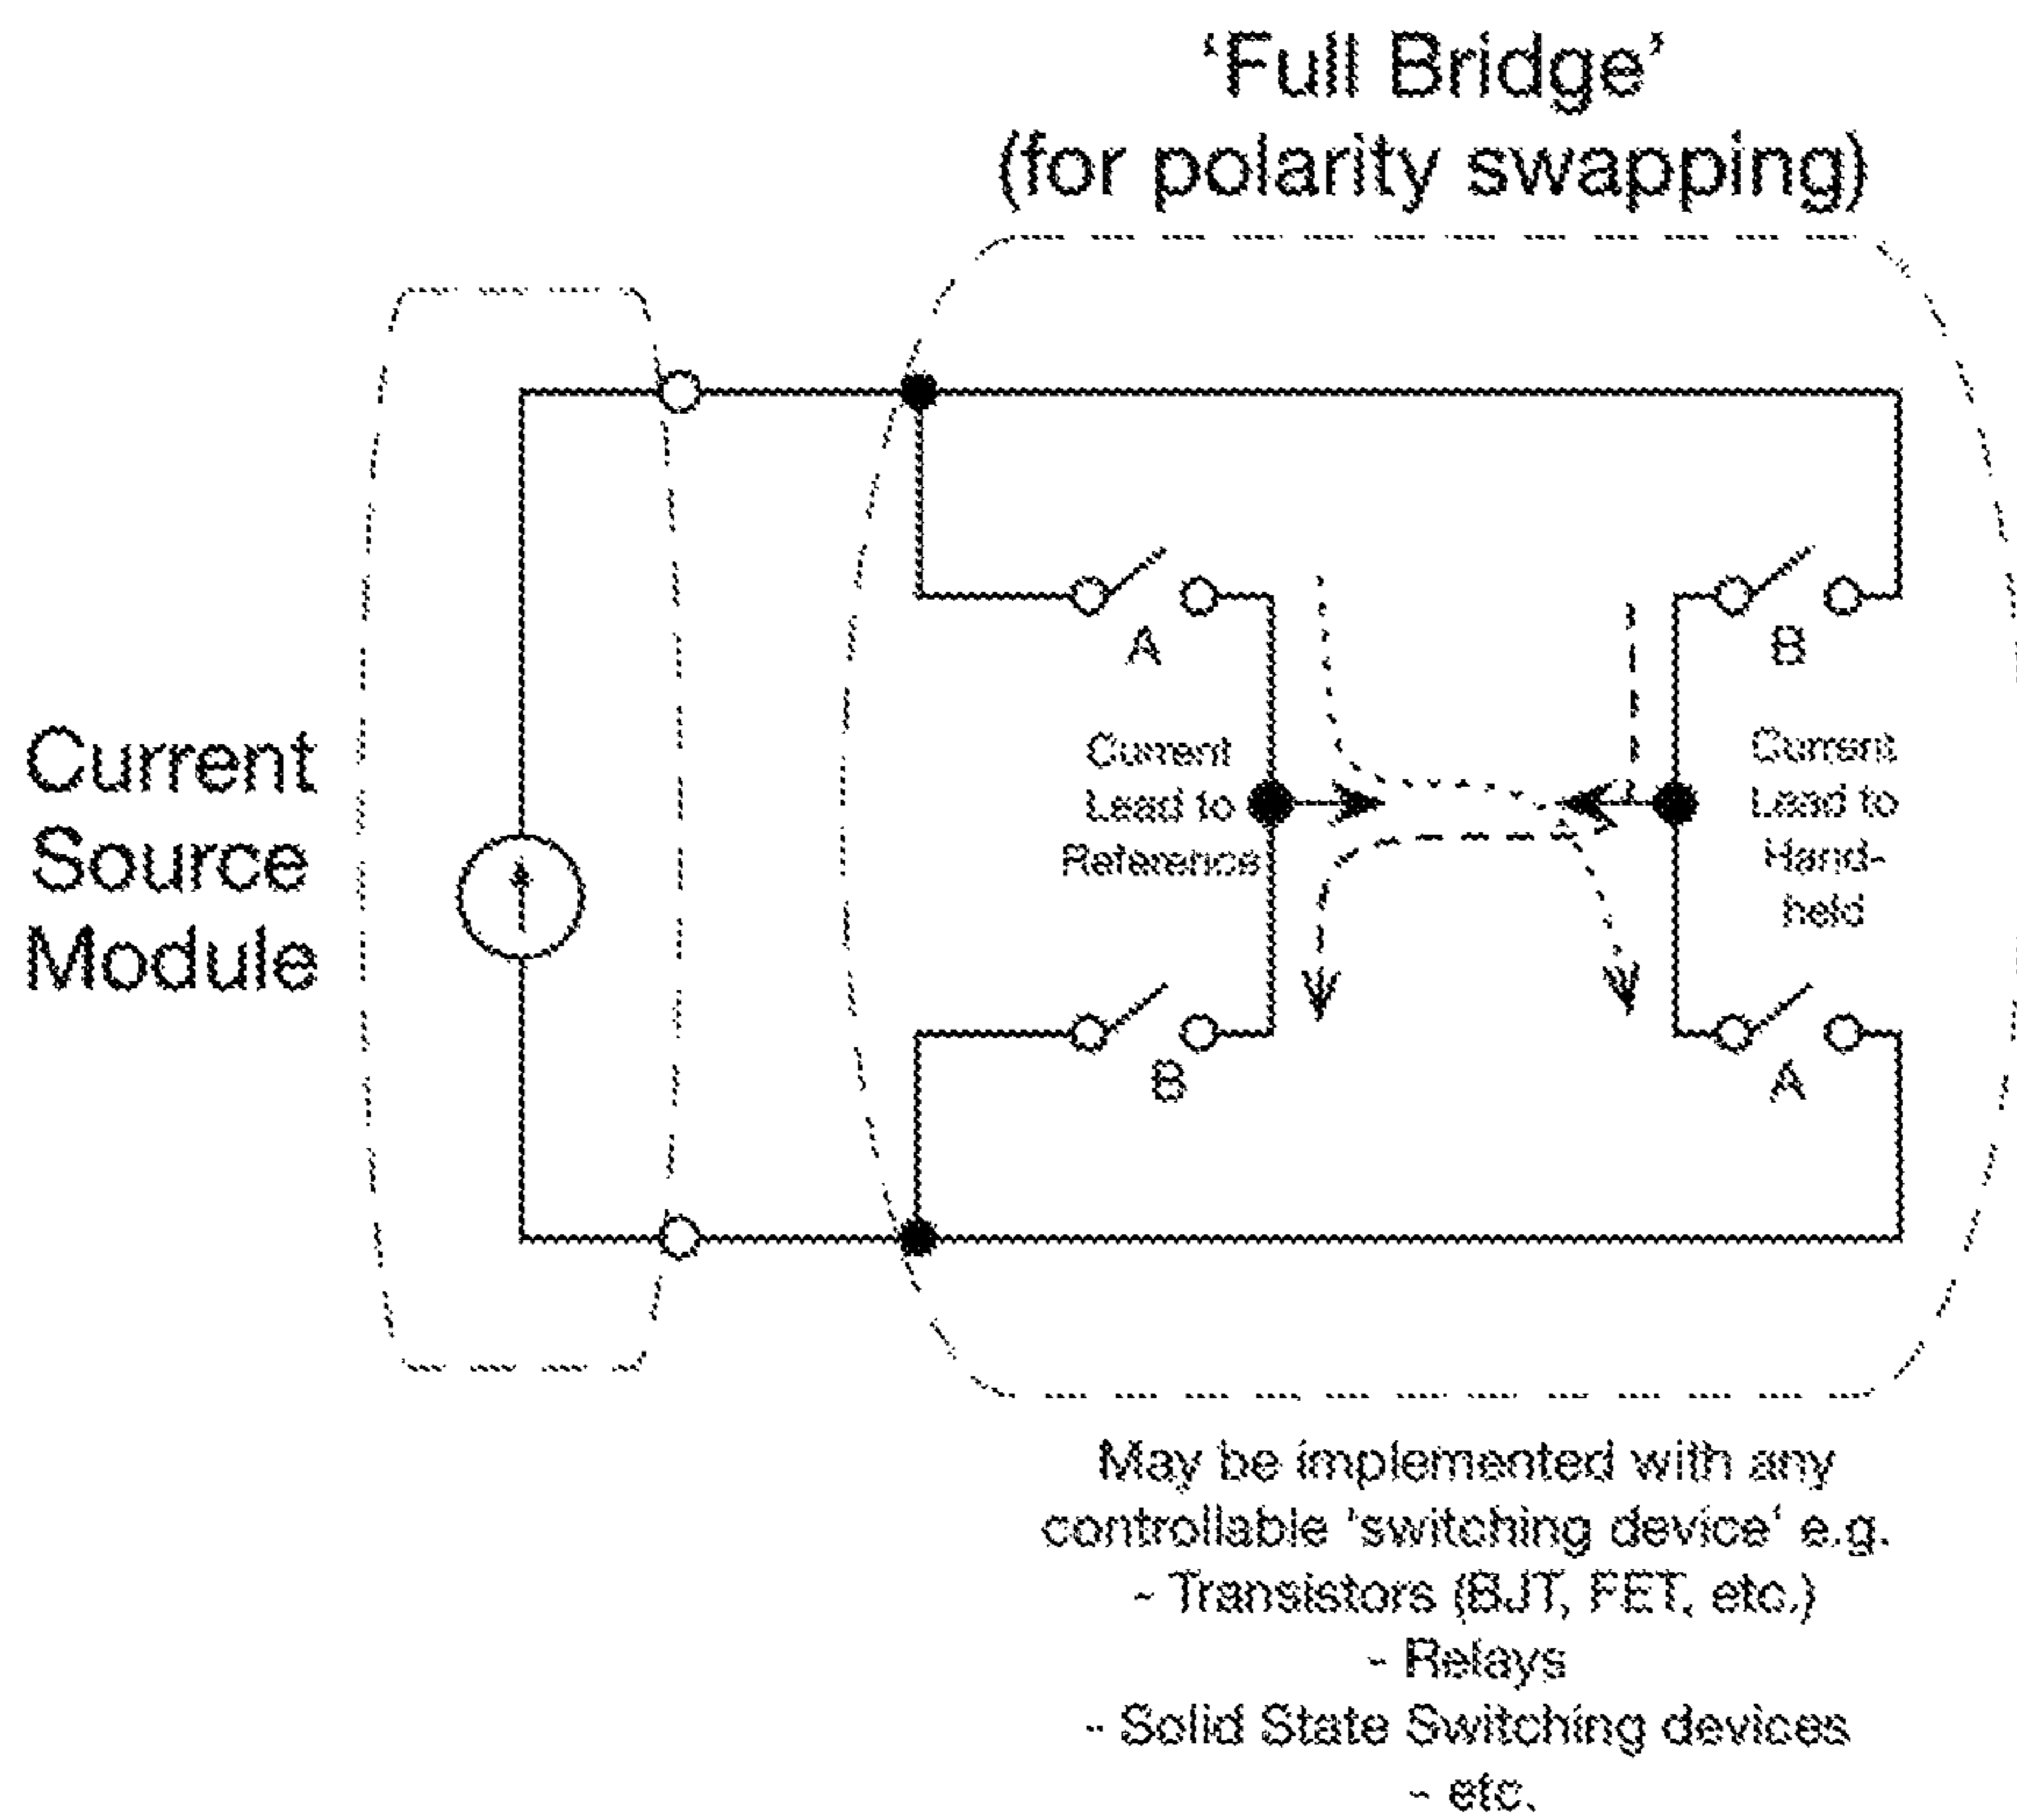 ‘Full Bridge’
(for polarity swapping)
Current
Source
Module
A
B
Current
Lead to
Reference
Current
Lead to
Hand-
held
B
A
May be implemented with any
controllable ‘switching device’ e.g.
- Transistors (BJT, FET, etc.)
- Relays
- Solid State Switching devices
- etc.